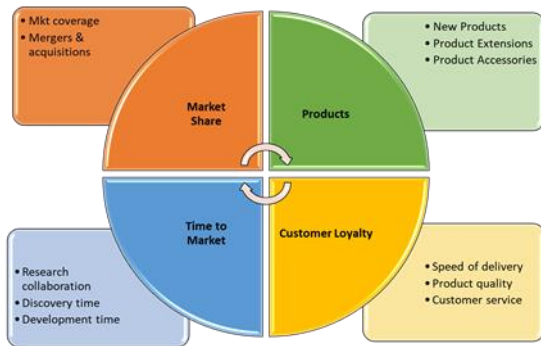 • Mkt coverage
• Mergers &
acquisitions
• New Products
• Product Extensions
• Product Accessories
Market
Share
Products
Time to
Market
Customer Loyalty
• Research
collaboration
• Discovery time
• Development time
• Speed of delivery
• Product quality
• Customer service